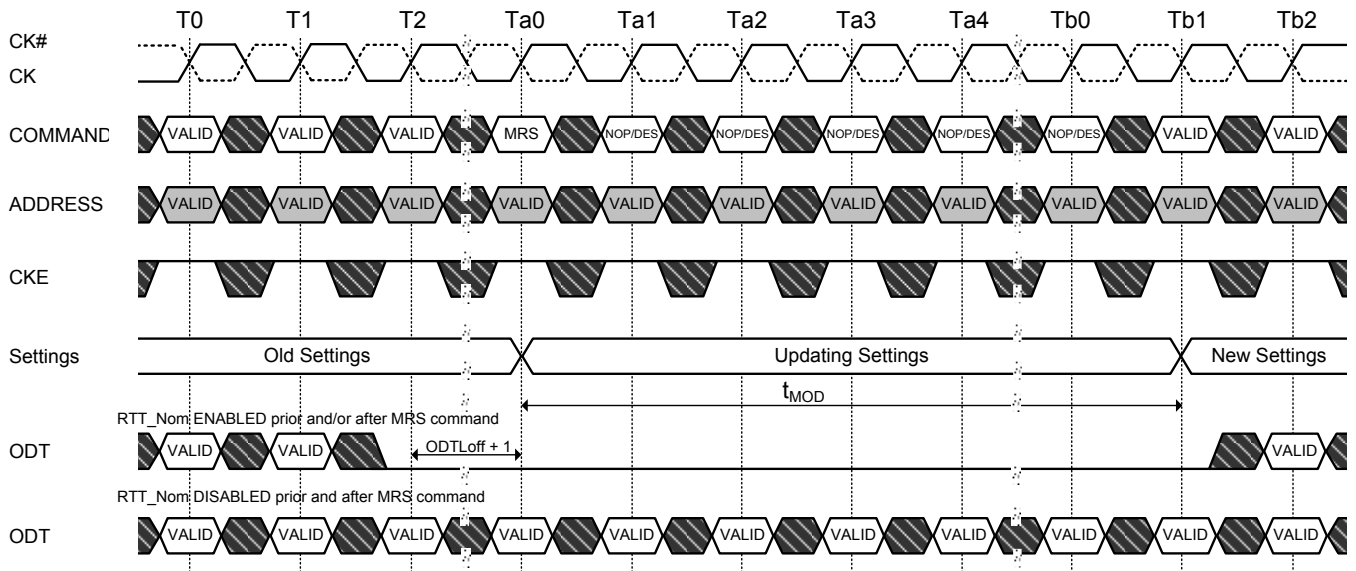 T0 T1 T2 Ta0 Ta1 Ta2 Ta3 Ta4 Tb0 Tb1 Tb2
CK#
CK
COMMAND VALID VALID VALID MRS NOP/DES NOP/DES NOP/DES NOP/DES NOP/DES VALID VALID
ADDRESS VALID VALID VALID VALID VALID VALID VALID VALID VALID VALID VALID
CKE
Settings Old Settings Updating Settings New Settings
tMOD
RTT_Nom ENABLED prior and/or after MRS command
ODT VALID VALID ODTLoff + 1 VALID
RTT_Nom DISABLED prior and after MRS command
ODT VALID VALID VALID VALID VALID VALID VALID VALID VALID VALID VALID